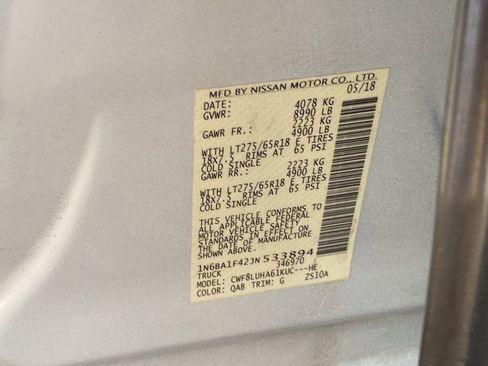 MFD BY NISSAN MOTOR CO., LTD.
DATE: 05/18
GVWR: 4078 KG
8990 LB
GAWR FR.: 2223 KG
4900 LB
WITH LT275/65R18 E TIRES
18X7.5 RIMS AT 65 PSI
COLD SINGLE
GAWR RR.: 2223 KG
4900 LB
WITH LT275/65R18 E TIRES
18X7.5 RIMS AT 65 PSI
COLD SINGLE
THIS VEHICLE CONFORMS TO
ALL APPLICABLE FEDERAL
MOTOR VEHICLE SAFETY
STANDARDS IN EFFECT ON
THE DATE OF MANUFACTURE
SHOWN ABOVE.
1N6BA1F42JN533894
TRUCK 346970
MODEL: CWF8LUHA61KUC---HE
COLOR: QAB TRIM: G ZS10A